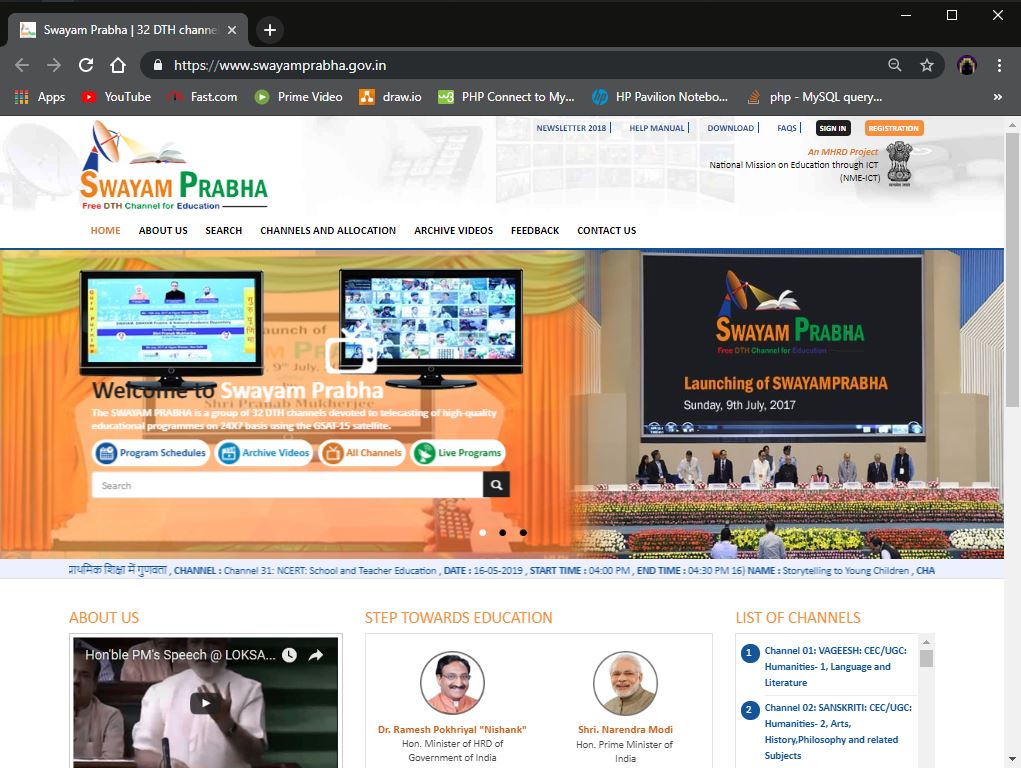 Swayam Prabha | 32 DTH channe
https://www.swayamprabha.gov.in
Apps YouTube Fast.com Prime Video draw.io PHP Connect to My... HP Pavilion Notebo... php - MySQL query... »
NEWSLETTER 2018 | HELP MANUAL | DOWNLOAD | FAQS | SIGN IN REGISTRATION
An MHRD Project
National Mission on Education through ICT
(NME-ICT)
SWAYAM PRABHA
Free DTH Channel for Education
HOME ABOUT US SEARCH CHANNELS AND ALLOCATION ARCHIVE VIDEOS FEEDBACK CONTACT US
SWAYAM PRABHA
Free DTH Channel for Education
Launching of SWAYAMPRABHA
Sunday, 9th July, 2017
Guru Purnima
launch of
9th July,
Shri Pranab Mukherjee
Welcome to Swayam Prabha
The SWAYAM PRABHA is a group of 32 DTH channels devoted to telecasting of high-quality
educational programmes on 24X7 basis using the GSAT-15 satellite.
Program Schedules Archive Videos All Channels Live Programs
Search
प्राथमिक शिक्षा में गुणवता , CHANNEL : Channel 31: NCERT: School and Teacher Education , DATE : 16-05-2019 , START TIME : 04:00 PM , END TIME : 04:30 PM 16) NAME : Storytelling to Young Children , CHA
ABOUT US
Hon'ble PM's Speech @ LOKSA...
STEP TOWARDS EDUCATION
Dr. Ramesh Pokhriyal "Nishank"
Hon. Minister of HRD of
Government of India
Shri. Narendra Modi
Hon. Prime Minister of
India
LIST OF CHANNELS
1 Channel 01: VAGEESH: CEC/UGC:
Humanities- 1, Language and
Literature
2 Channel 02: SANSKRITI: CEC/UGC:
Humanities- 2, Arts,
History,Philosophy and related
Subjects